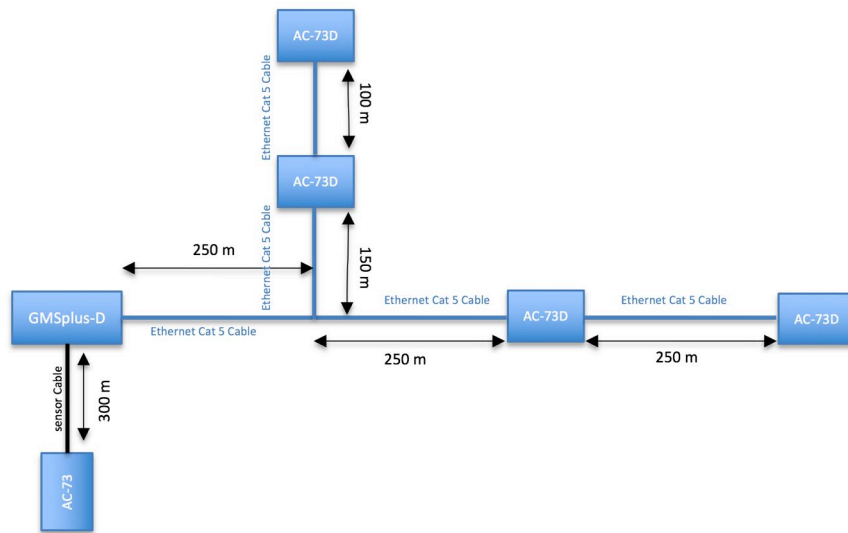 AC-73D
Ethernet Cat 5 Cable
100 m
AC-73D
Ethernet Cat 5 Cable
150 m
250 m
GMSplus-D
Ethernet Cat 5 Cable
Ethernet Cat 5 Cable
AC-73D
Ethernet Cat 5 Cable
AC-73D
250 m
250 m
sensor Cable
300 m
AC-73